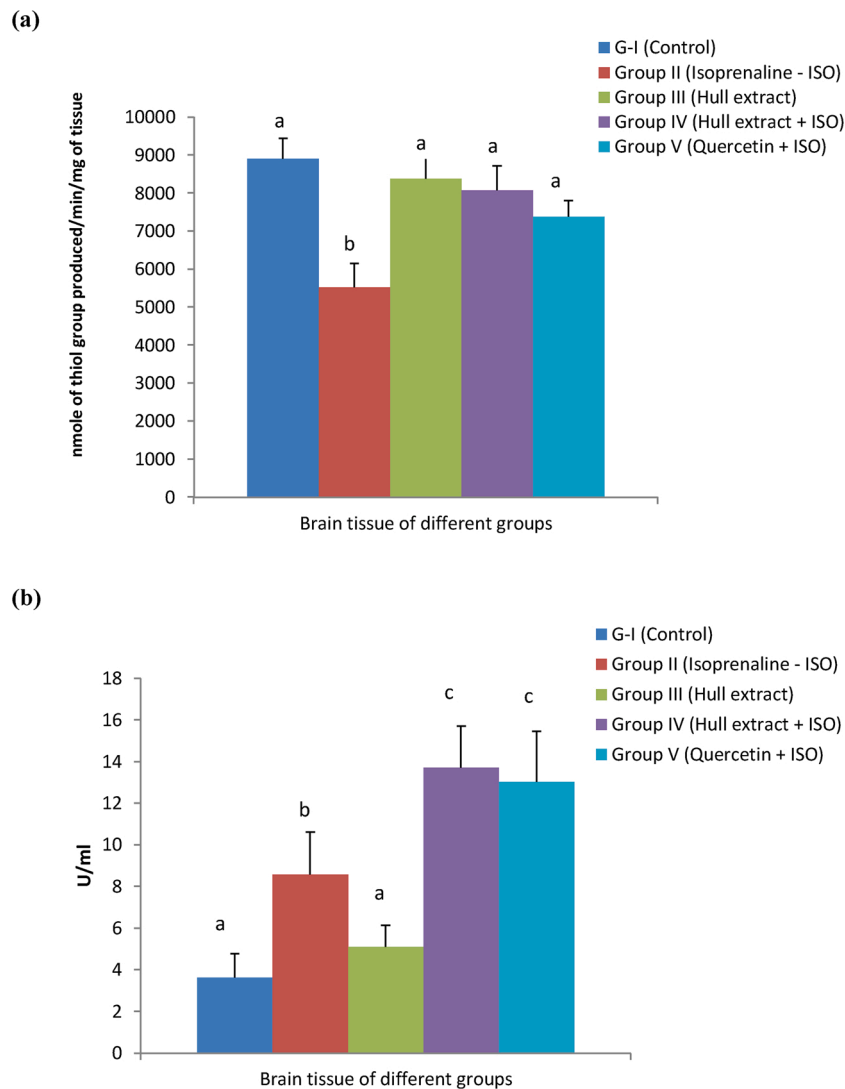 (a)
G-I (Control)
Group II (Isoprenaline - ISO)
Group III (Hull extract)
Group IV (Hull extract + ISO)
Group V (Quercetin + ISO)
nmole of thiol group produced/min/mg of tissue
10000
9000
8000
7000
6000
5000
4000
3000
2000
1000
0
a
b
a
a
a
Brain tissue of different groups
(b)
G-I (Control)
Group II (Isoprenaline - ISO)
Group III (Hull extract)
Group IV (Hull extract + ISO)
Group V (Quercetin + ISO)
U/ml
18
16
14
12
10
8
6
4
2
0
a
b
a
c
c
Brain tissue of different groups